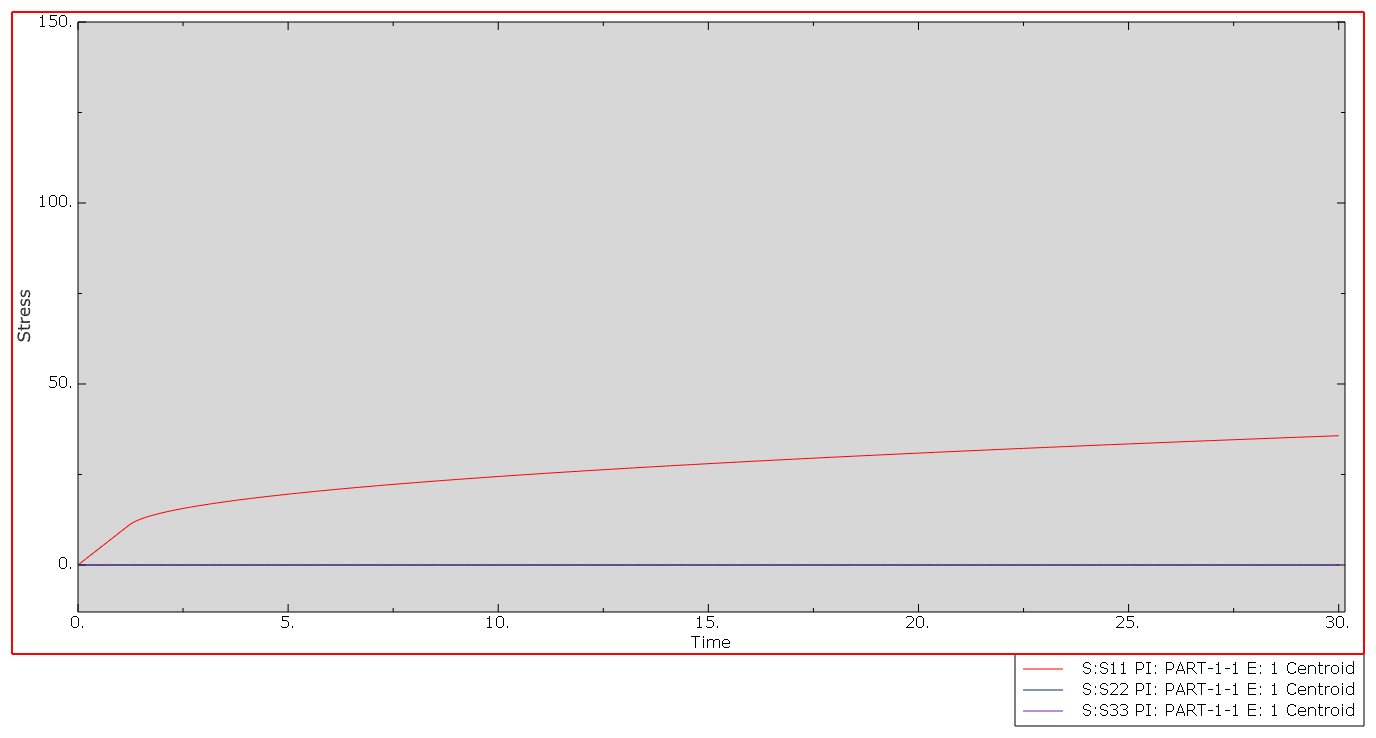 150.
100.
50.
0.
Stress
0. 5. 10. 15. 20. 25. 30.
Time
S:S11 PI: PART-1-1 E: 1 Centroid
S:S22 PI: PART-1-1 E: 1 Centroid
S:S33 PI: PART-1-1 E: 1 Centroid